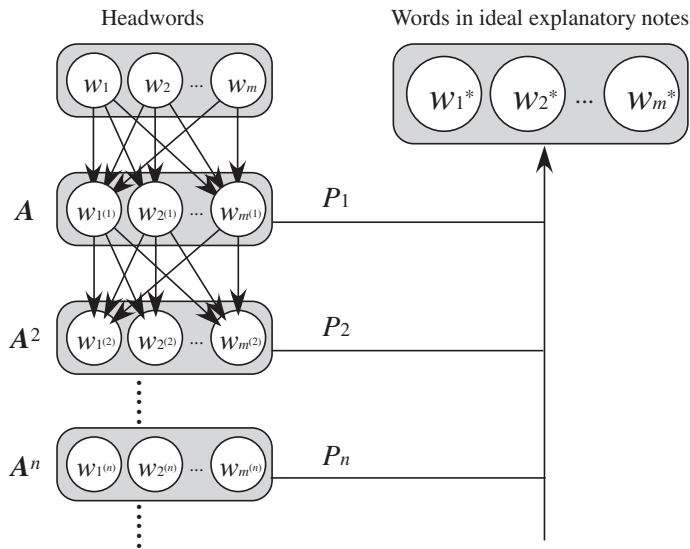 Headwords
Words in ideal explanatory notes
w1 w2 ... wm
w1* w2* ... wm*
A w1(1) w2(1) ... wm(1) P1
A2 w1(2) w2(2) ... wm(2) P2
An w1(n) w2(n) ... wm(n) Pn